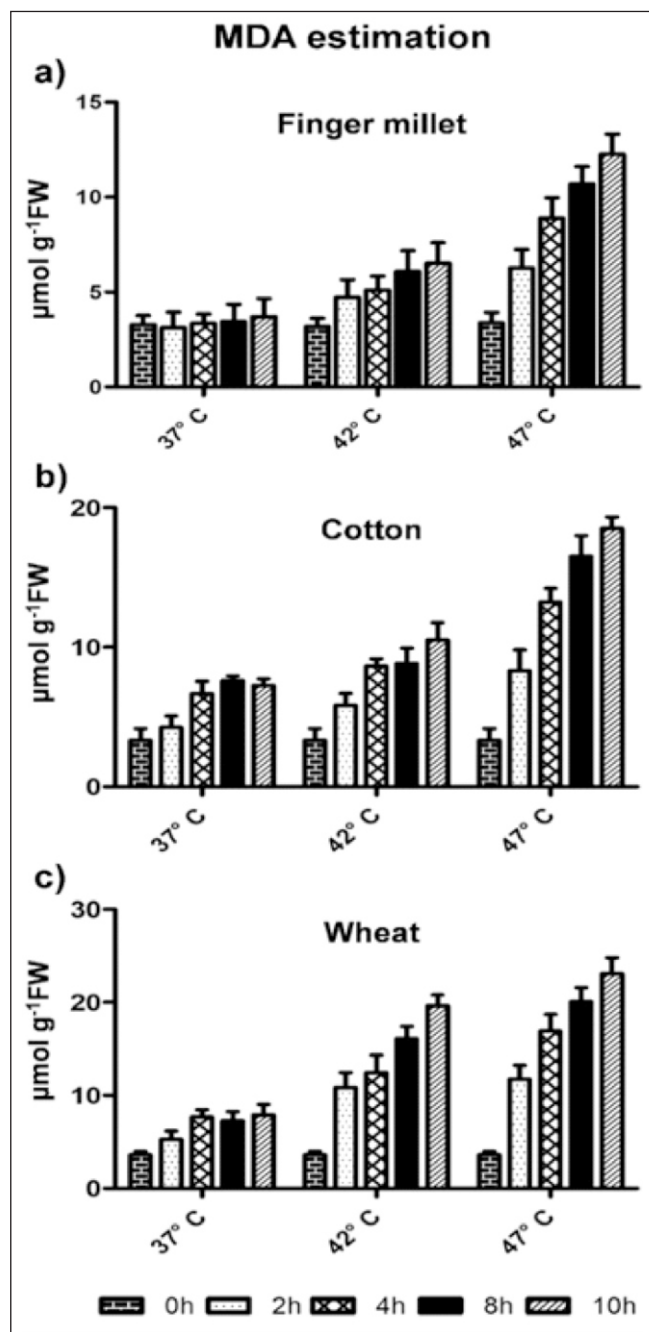 MDA estimation
a)
Finger millet
µmol g⁻¹FW
15
10
5
0
37° C
42° C
47° C
b)
Cotton
µmol g⁻¹FW
20
10
0
37° C
42° C
47° C
c)
Wheat
µmol g⁻¹FW
30
20
10
0
37° C
42° C
47° C
0h 2h 4h 8h 10h